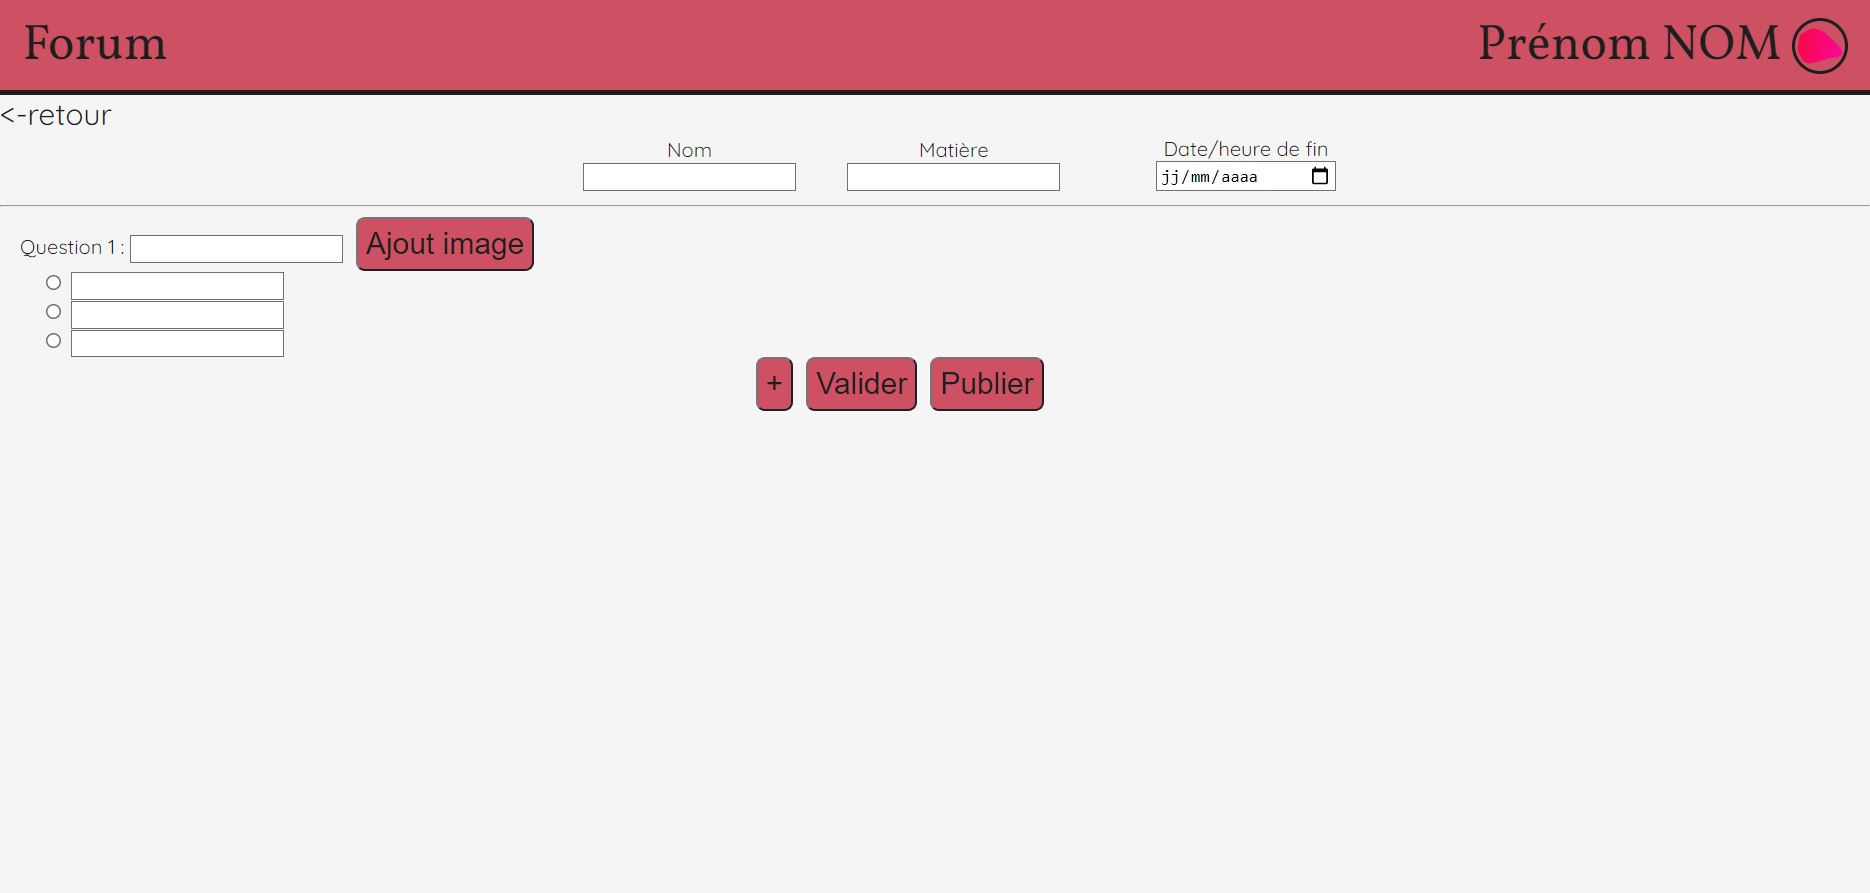 Forum Prénom NOM
<-retour
Nom Matière Date/heure de fin
jj/mm/aaaa
Question 1 : Ajout image
+ Valider Publier